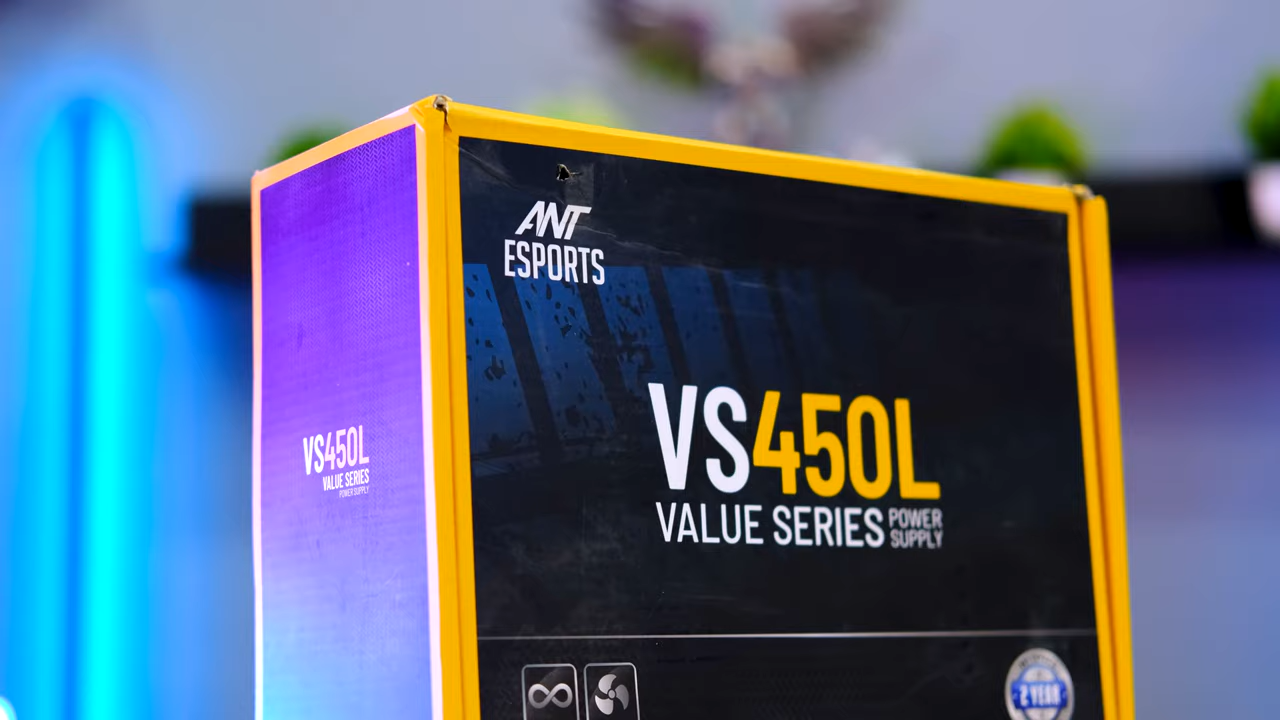 ANT
ESPORTS
VS450L
VALUE SERIES
POWER
SUPPLY
VS450L
VALUE SERIES
POWER SUPPLY